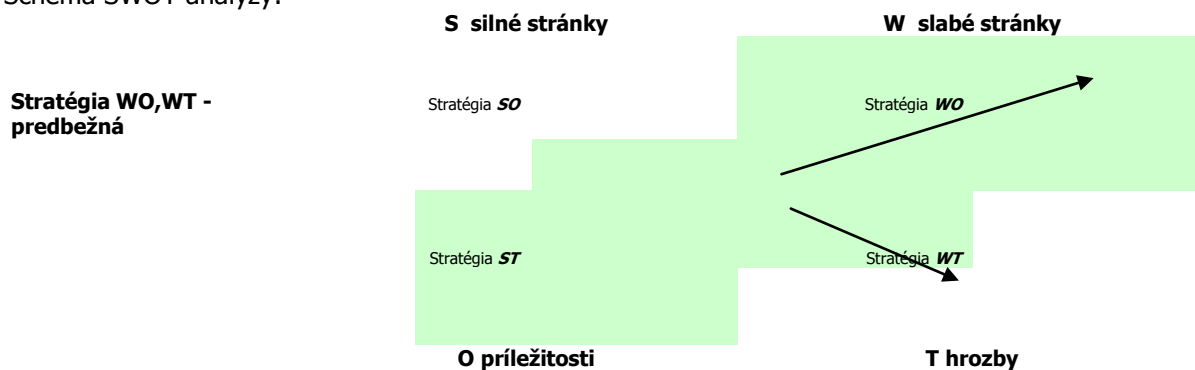 Schéma SWOT analýzy:
S silné stránky
W slabé stránky
Stratégia WO,WT -
predbežná
Stratégia SO
Stratégia WO
Stratégia ST
Stratégia WT
O príležitosti
T hrozby